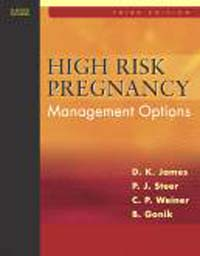 THIRD EDITION
HIGH RISK
PREGNANCY
Management Options
D. K. James
P. J. Steer
C. P. Weiner
B. Gonik